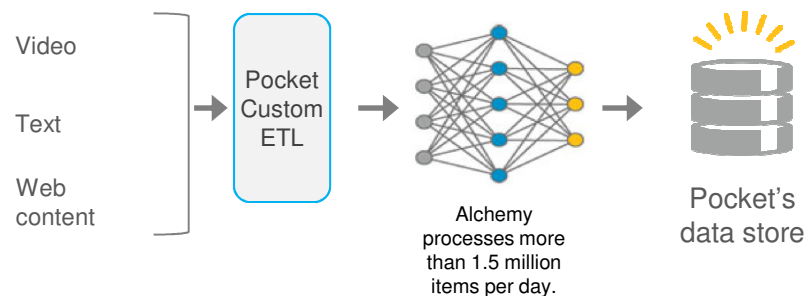 Video
Text
Web
content
Pocket
Custom
ETL
Alchemy
processes more
than 1.5 million
items per day.
Pocket's
data store